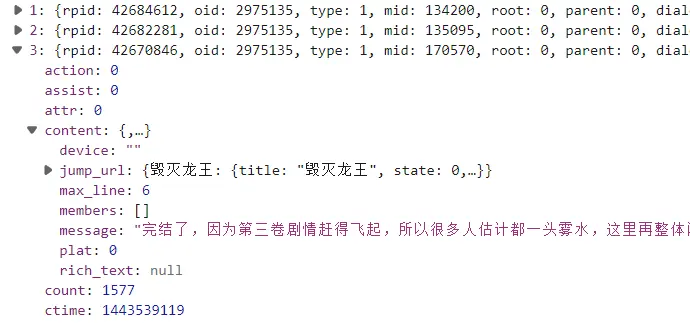 1: {rpid: 42684612, oid: 2975135, type: 1, mid: 134200, root: 0, parent: 0, dial
2: {rpid: 42682281, oid: 2975135, type: 1, mid: 135095, root: 0, parent: 0, dial
3: {rpid: 42670846, oid: 2975135, type: 1, mid: 170570, root: 0, parent: 0, dial
action: 0
assist: 0
attr: 0
content: {,…}
device: ""
jump_url: {毁灭龙王: {title: "毁灭龙王", state: 0,…}}
max_line: 6
members: []
message: "完结了，因为第三卷剧情赶得飞起，所以很多人估计都一头雾水，这里再整体
plat: 0
rich_text: null
count: 1577
ctime: 1443539119